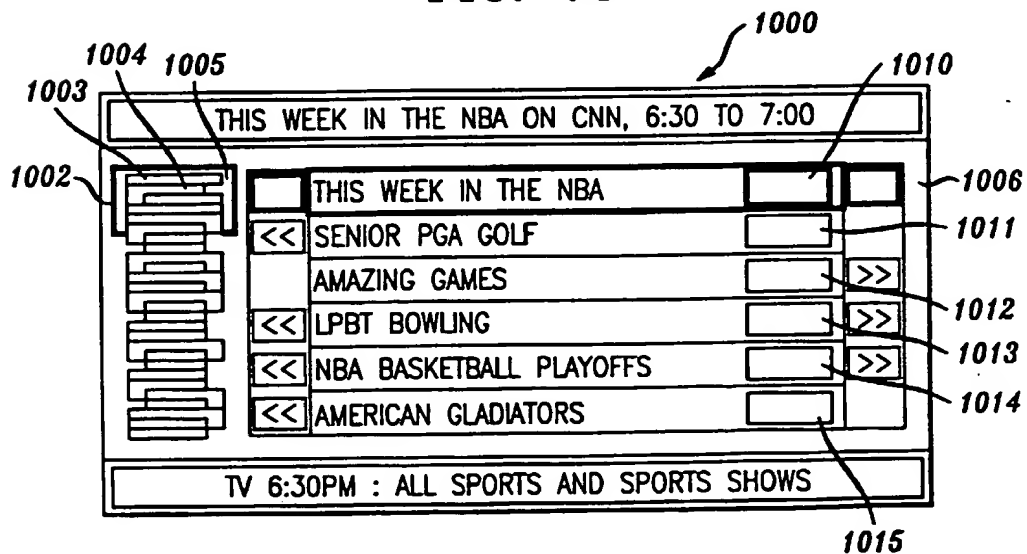 1000
1004
1005
1010
1003
THIS WEEK IN THE NBA ON CNN, 6:30 TO 7:00
1002
THIS WEEK IN THE NBA
1006
<< SENIOR PGA GOLF
1011
AMAZING GAMES >>
1012
<< LPBT BOWLING >>
1013
<< NBA BASKETBALL PLAYOFFS >>
1014
<< AMERICAN GLADIATORS
TV 6:30PM : ALL SPORTS AND SPORTS SHOWS
1015